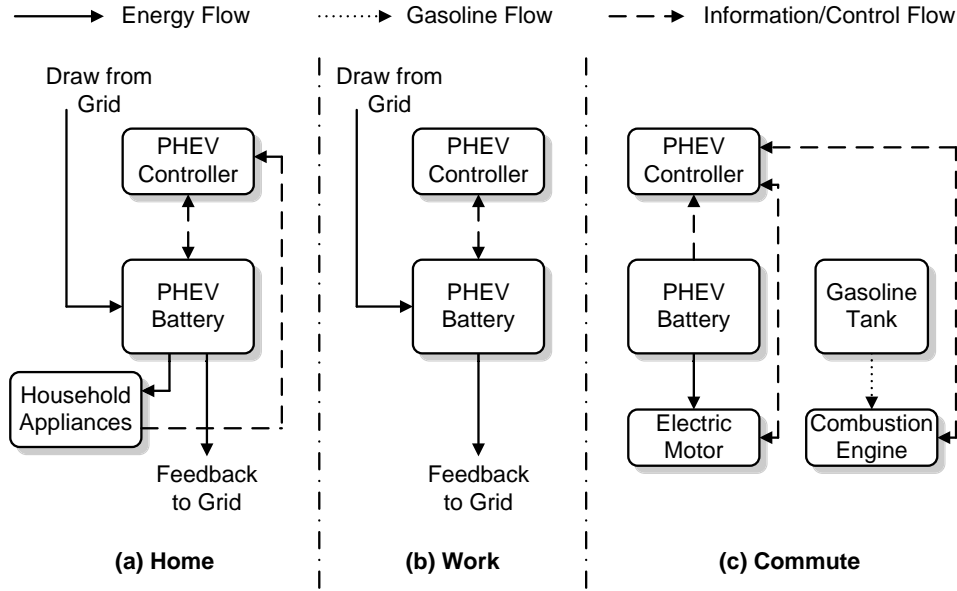 Energy Flow
Gasoline Flow
Information/Control Flow
Draw from
Grid
PHEV
Controller
PHEV
Battery
Household
Appliances
Feedback
to Grid
(a) Home
Draw from
Grid
PHEV
Controller
PHEV
Battery
Feedback
to Grid
(b) Work
PHEV
Controller
PHEV
Battery
Gasoline
Tank
Electric
Motor
Combustion
Engine
(c) Commute